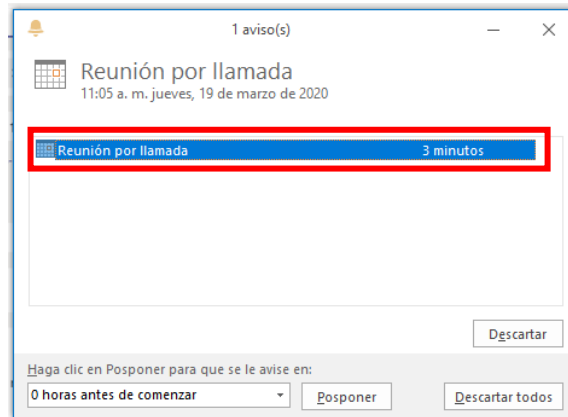 1 aviso(s)
Reunión por llamada
11:05 a. m. jueves, 19 de marzo de 2020
Reunión por llamada 3 minutos
Descartar
Haga clic en Posponer para que se le avise en:
0 horas antes de comenzar Posponer Descartar todos